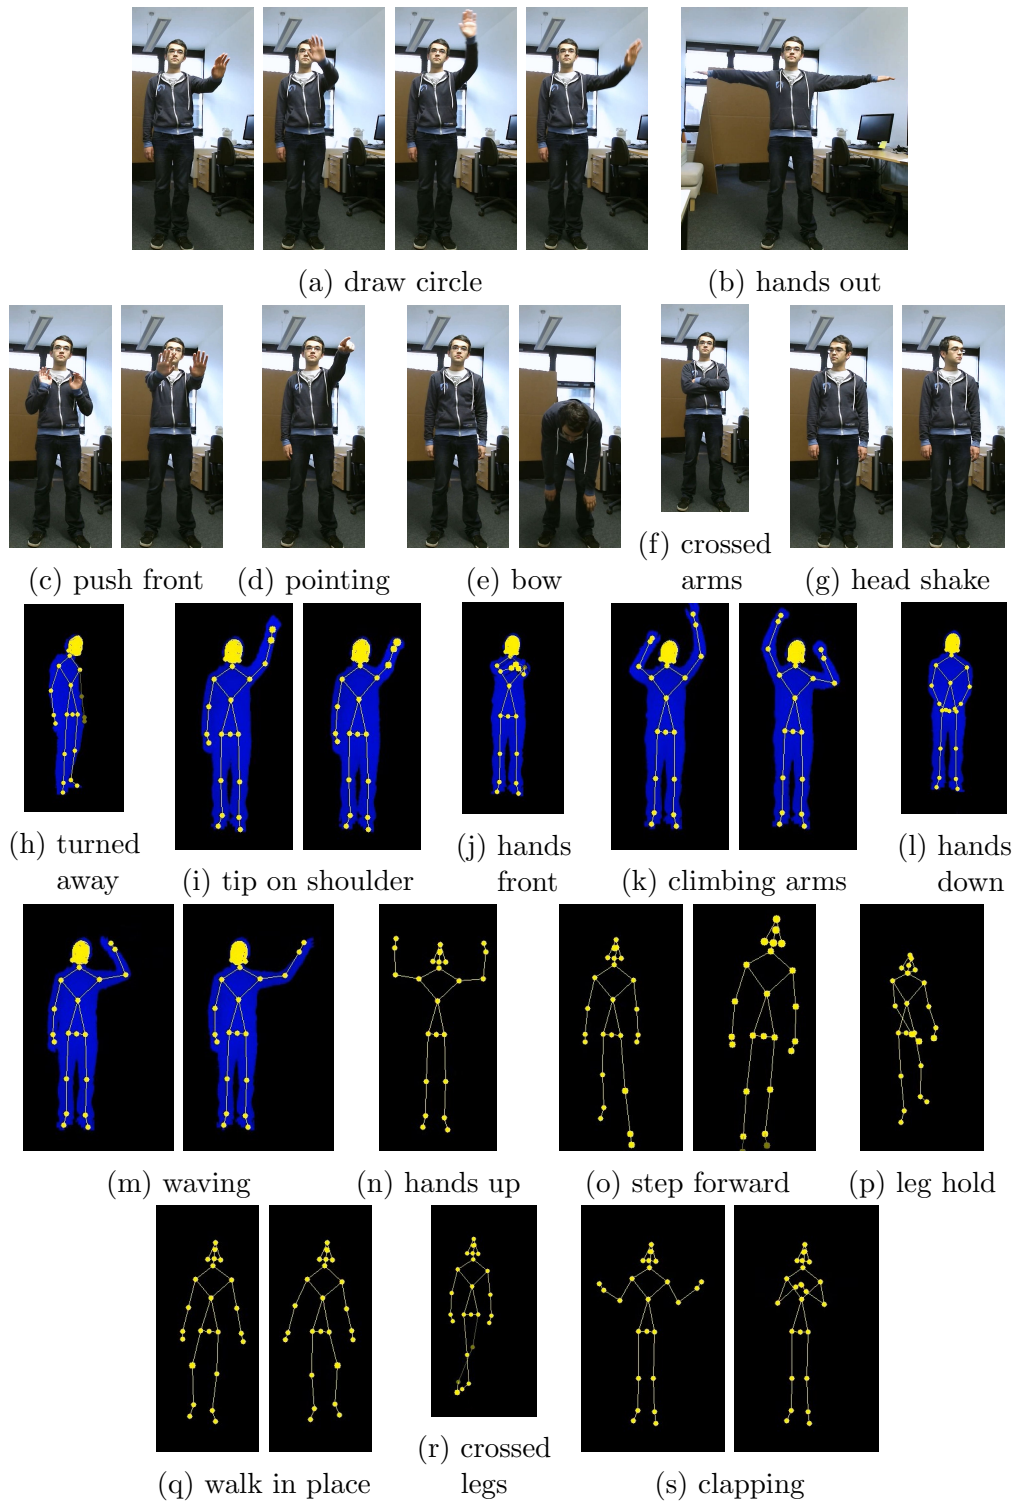 (a) draw circle
(b) hands out
(c) push front
(d) pointing
(e) bow
(f) crossed
arms
(g) head shake
(h) turned
away
(i) tip on shoulder
(j) hands
front
(k) climbing arms
(l) hands
down
(m) waving
(n) hands up
(o) step forward
(p) leg hold
(q) walk in place
(r) crossed
legs
(s) clapping